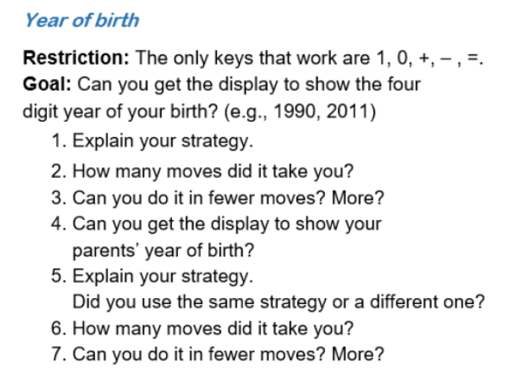 Year of birth
Restriction: The only keys that work are 1, 0, +, – , =.
Goal: Can you get the display to show the four
digit year of your birth? (e.g., 1990, 2011)
1. Explain your strategy.
2. How many moves did it take you?
3. Can you do it in fewer moves? More?
4. Can you get the display to show your
parents’ year of birth?
5. Explain your strategy.
Did you use the same strategy or a different one?
6. How many moves did it take you?
7. Can you do it in fewer moves? More?